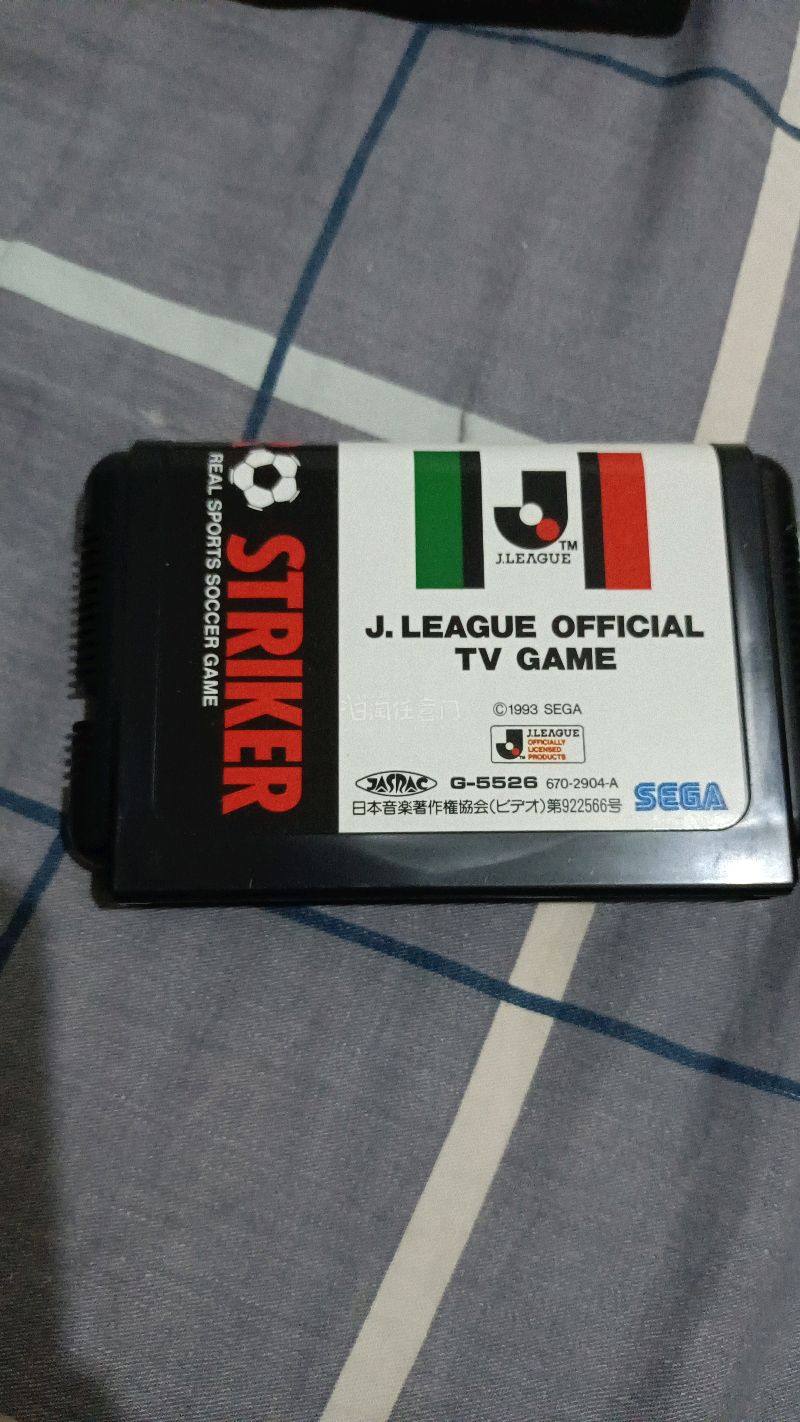 STRIKER
REAL SPORTS SOCCER GAME
TM
J.LEAGUE
J. LEAGUE OFFICIAL
TV GAME
©1993 SEGA
J.LEAGUE
OFFICIALLY
LICENSED
PRODUCTS
TM
JASRAC
G-5526 670-2904-A
日本音楽著作権協会(ビデオ)第922566号
SEGA